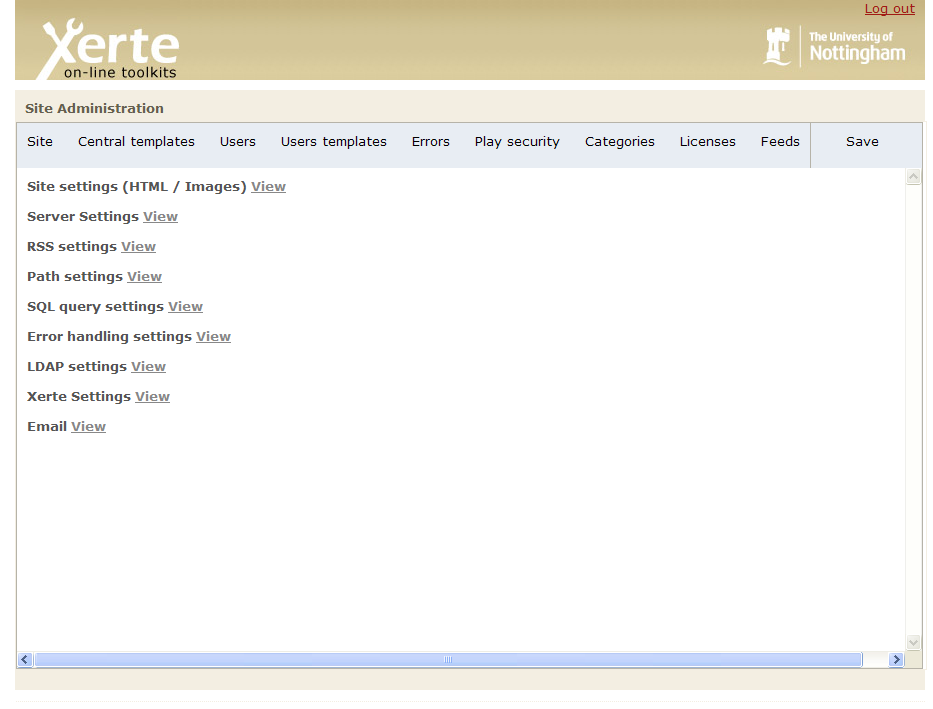 Log out
Xerte
on-line toolkits
The University of
Nottingham
Site Administration
Site Central templates Users Users templates Errors Play security Categories Licenses Feeds Save
Site settings (HTML / Images) View
Server Settings View
RSS settings View
Path settings View
SQL query settings View
Error handling settings View
LDAP settings View
Xerte Settings View
Email View